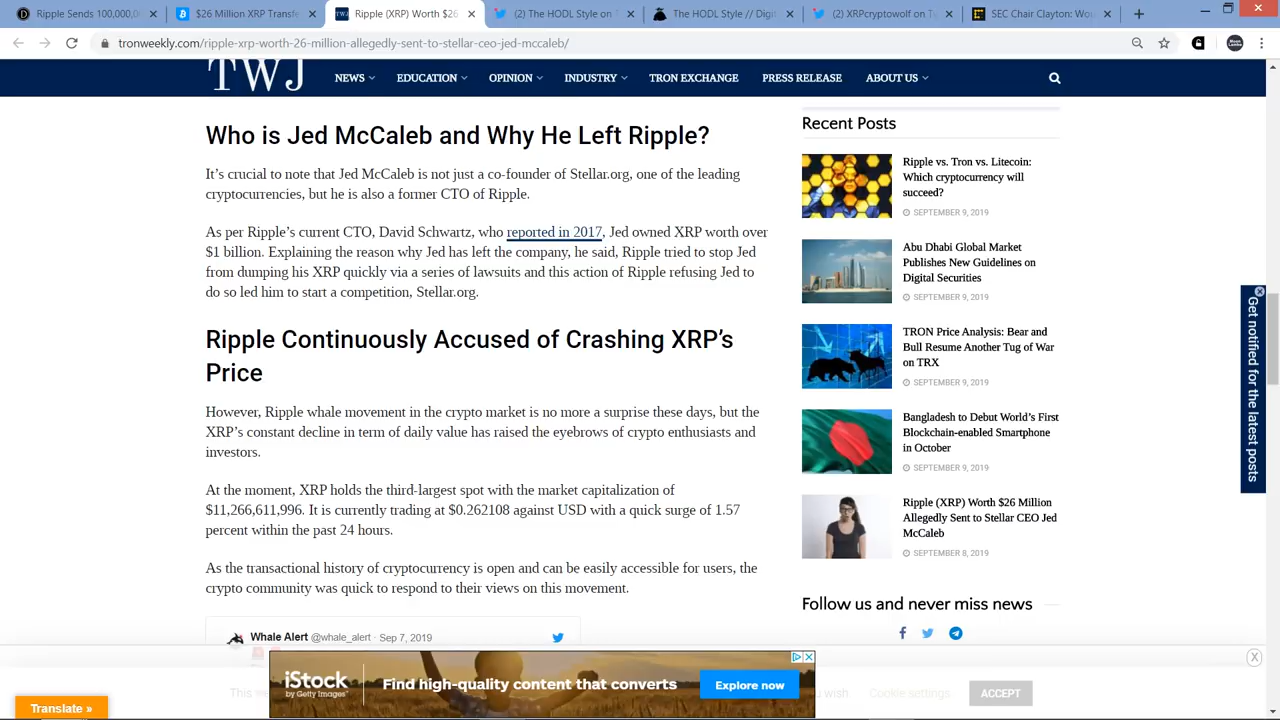 Ripple Sends 100,000,0
$26 Million XRP Transfe
Ripple (XRP) Worth $26
(2) The HODL Style on T
The HODL Style // Digit
(2) XRPcryptowolf on Tw
SEC Chair Clayton: Wou
tronweekly.com/ripple-xrp-worth-26-million-allegedly-sent-to-stellar-ceo-jed-mccaleb/
TWJ
NEWS
EDUCATION
OPINION
INDUSTRY
TRON EXCHANGE
PRESS RELEASE
ABOUT US
Who is Jed McCaleb and Why He Left Ripple?
It's crucial to note that Jed McCaleb is not just a co-founder of Stellar.org, one of the leading
cryptocurrencies, but he is also a former CTO of Ripple.
As per Ripple's current CTO, David Schwartz, who reported in 2017, Jed owned XRP worth over
$1 billion. Explaining the reason why Jed has left the company, he said, Ripple tried to stop Jed
from dumping his XRP quickly via a series of lawsuits and this action of Ripple refusing Jed to
do so led him to start a competition, Stellar.org.
Ripple Continuously Accused of Crashing XRP's
Price
However, Ripple whale movement in the crypto market is no more a surprise these days, but the
XRP's constant decline in term of daily value has raised the eyebrows of crypto enthusiasts and
investors.
At the moment, XRP holds the third-largest spot with the market capitalization of
$11,266,611,996. It is currently trading at $0.262108 against USD with a quick surge of 1.57
percent within the past 24 hours.
As the transactional history of cryptocurrency is open and can be easily accessible for users, the
crypto community was quick to respond to their views on this movement.
Whale Alert @whale_alert · Sep 7, 2019
Recent Posts
Ripple vs. Tron vs. Litecoin:
Which cryptocurrency will
succeed?
SEPTEMBER 9, 2019
Abu Dhabi Global Market
Publishes New Guidelines on
Digital Securities
SEPTEMBER 9, 2019
TRON Price Analysis: Bear and
Bull Resume Another Tug of War
on TRX
SEPTEMBER 9, 2019
Bangladesh to Debut World's First
Blockchain-enabled Smartphone
in October
SEPTEMBER 9, 2019
Ripple (XRP) Worth $26 Million
Allegedly Sent to Stellar CEO Jed
McCaleb
SEPTEMBER 8, 2019
Follow us and never miss news
Get notified for the latest posts
X
iStock
by Getty Images
Find high-quality content that converts
Explore now
This
wish
Cookie settings
ACCEPT
Translate »